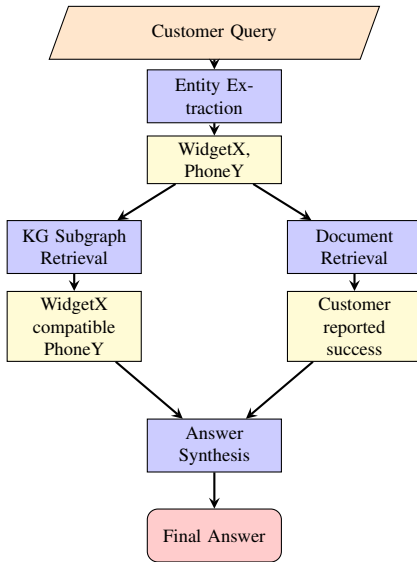 Customer Query
Entity Ex-
traction
WidgetX,
PhoneY
KG Subgraph
Retrieval
Document
Retrieval
WidgetX
compatible
PhoneY
Customer
reported
success
Answer
Synthesis
Final Answer